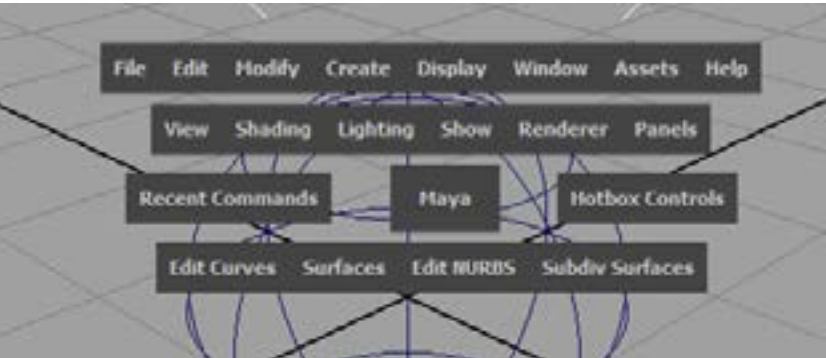 File Edit Modify Create Display Window Assets Help
View Shading Lighting Show Renderer Panels
Recent Commands Maya Hotbox Controls
Edit Curves Surfaces Edit NURBS Subdiv Surfaces